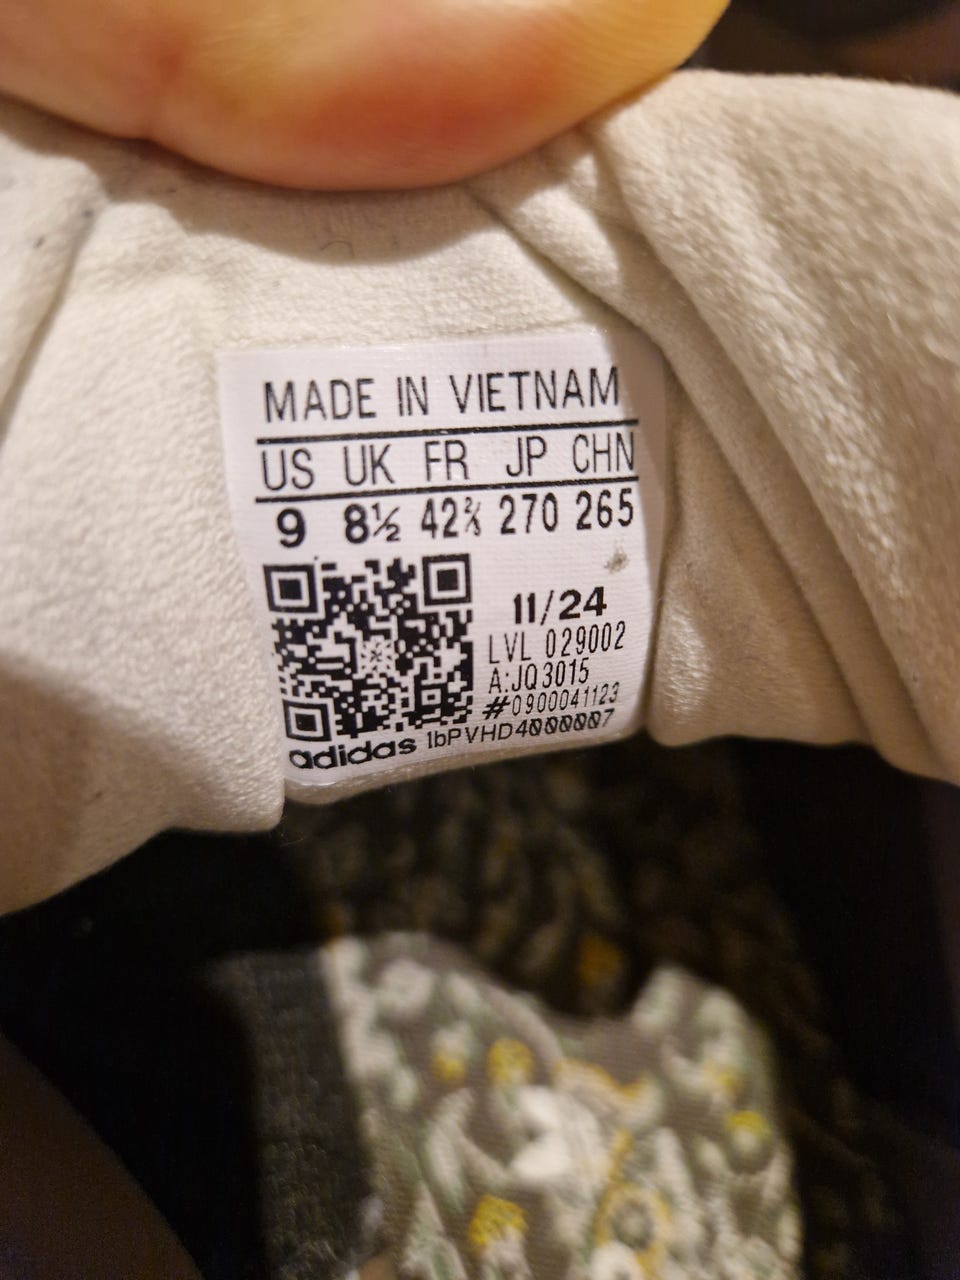 MADE IN VIETNAM
US UK FR JP CHN
9 8½ 42⅔ 270 265
11/24
LVL 029002
A:JQ3015
#0900041123
adidas 1bPVHD4000007